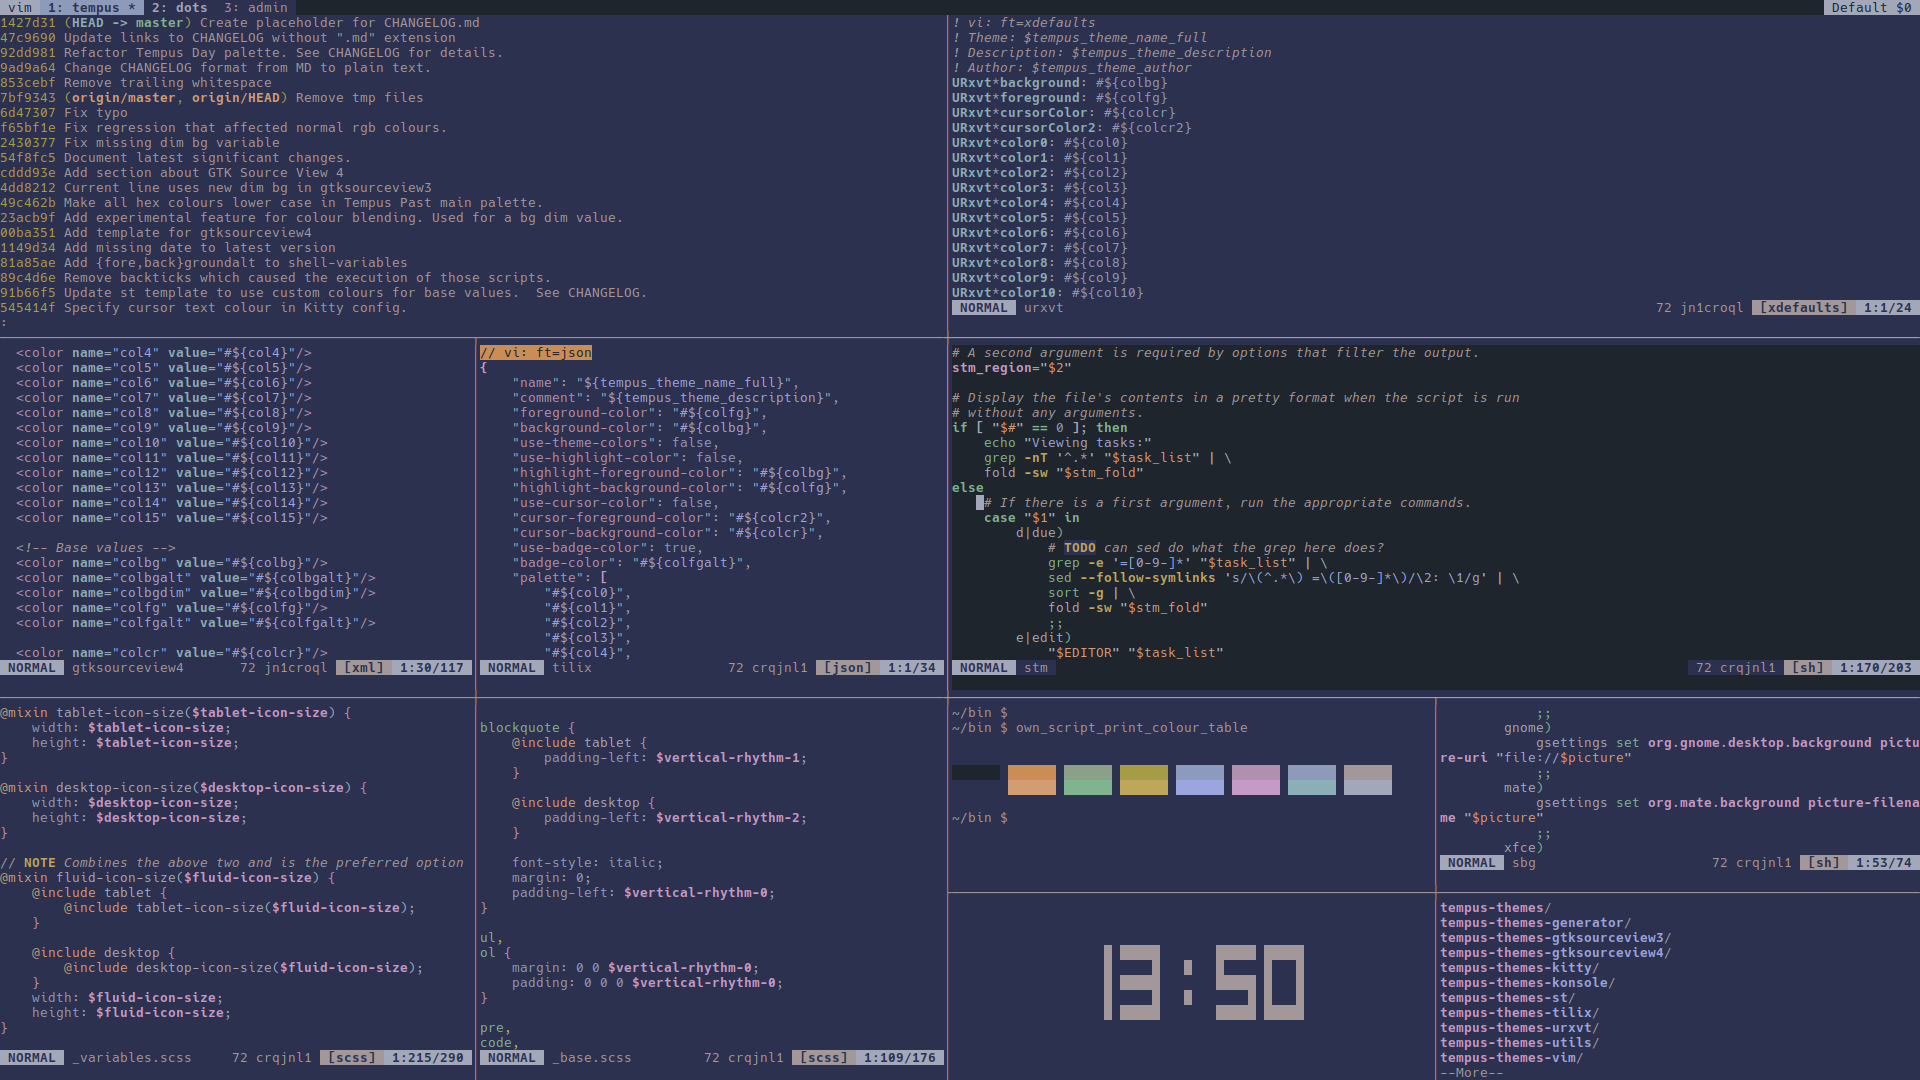 vim  1: tempus *  2: dots  3: admin
Default $0
1427d31 (HEAD -> master) Create placeholder for CHANGELOG.md
47c9690 Update links to CHANGELOG without ".md" extension
92dd981 Refactor Tempus Day palette. See CHANGELOG for details.
9ad9a64 Change CHANGELOG format from MD to plain text.
853cebf Remove trailing whitespace
7bf9343 (origin/master, origin/HEAD) Remove tmp files
6d47307 Fix typo
f65bf1e Fix regression that affected normal rgb colours.
2430377 Fix missing dim bg variable
54f8fc5 Document latest significant changes.
cddd93e Add section about GTK Source View 4
4dd8212 Current line uses new dim bg in gtksourceview3
49c462b Make all hex colours lower case in Tempus Past main palette.
23acb9f Add experimental feature for colour blending. Used for a bg dim value.
00ba351 Add template for gtksourceview4
1149d34 Add missing date to latest version
81a85ae Add {fore,back}groundalt to shell-variables
89c4d6e Remove backticks which caused the execution of those scripts.
91b66f5 Update st template to use custom colours for base values.  See CHANGELOG.
545414f Specify cursor text colour in Kitty config.
:
! vi: ft=xdefaults
! Theme: $tempus_theme_name_full
! Description: $tempus_theme_description
! Author: $tempus_theme_author
URxvt*background: #${colbg}
URxvt*foreground: #${colfg}
URxvt*cursorColor: #${colcr}
URxvt*cursorColor2: #${colcr2}
URxvt*color0: #${col0}
URxvt*color1: #${col1}
URxvt*color2: #${col2}
URxvt*color3: #${col3}
URxvt*color4: #${col4}
URxvt*color5: #${col5}
URxvt*color6: #${col6}
URxvt*color7: #${col7}
URxvt*color8: #${col8}
URxvt*color9: #${col9}
URxvt*color10: #${col10}
NORMAL  urxvt  72 jn1croql  [xdefaults]  1:1/24
<color name="col4" value="#${col4}"/>
<color name="col5" value="#${col5}"/>
<color name="col6" value="#${col6}"/>
<color name="col7" value="#${col7}"/>
<color name="col8" value="#${col8}"/>
<color name="col9" value="#${col9}"/>
<color name="col10" value="#${col10}"/>
<color name="col11" value="#${col11}"/>
<color name="col12" value="#${col12}"/>
<color name="col13" value="#${col13}"/>
<color name="col14" value="#${col14}"/>
<color name="col15" value="#${col15}"/>
<!-- Base values -->
<color name="colbg" value="#${colbg}"/>
<color name="colbgalt" value="#${colbgalt}"/>
<color name="colbgdim" value="#${colbgdim}"/>
<color name="colfg" value="#${colfg}"/>
<color name="colfgalt" value="#${colfgalt}"/>
<color name="colcr" value="#${colcr}"/>
NORMAL  gtksourceview4  72 jn1croql  [xml]  1:30/117
// vi: ft=json
{
"name": "${tempus_theme_name_full}",
"comment": "${tempus_theme_description}",
"foreground-color": "#${colfg}",
"background-color": "#${colbg}",
"use-theme-colors": false,
"use-highlight-color": false,
"highlight-foreground-color": "#${colbg}",
"highlight-background-color": "#${colfg}",
"use-cursor-color": false,
"cursor-foreground-color": "#${colcr2}",
"cursor-background-color": "#${colcr}",
"use-badge-color": true,
"badge-color": "#${colfgalt}",
"palette": [
"#${col0}",
"#${col1}",
"#${col2}",
"#${col3}",
"#${col4}",
NORMAL  tilix  72 crqjnl1  [json]  1:1/34
# A second argument is required by options that filter the output.
stm_region="$2"
# Display the file's contents in a pretty format when the script is run
# without any arguments.
if [ "$#" == 0 ]; then
echo "Viewing tasks:"
grep -nT '^.*' "$task_list" | \
fold -sw "$stm_fold"
else
# If there is a first argument, run the appropriate commands.
case "$1" in
d|due)
# TODO can sed do what the grep here does?
grep -e '=[0-9-]*' "$task_list" | \
sed --follow-symlinks 's/\(^.*\) =\([0-9-]*\)/\2: \1/g' | \
sort -g | \
fold -sw "$stm_fold"
;;
e|edit)
"$EDITOR" "$task_list"
NORMAL  stm  72 crqjnl1  [sh]  1:170/203
@mixin tablet-icon-size($tablet-icon-size) {
width: $tablet-icon-size;
height: $tablet-icon-size;
}
@mixin desktop-icon-size($desktop-icon-size) {
width: $desktop-icon-size;
height: $desktop-icon-size;
}
// NOTE Combines the above two and is the preferred option
@mixin fluid-icon-size($fluid-icon-size) {
@include tablet {
@include tablet-icon-size($fluid-icon-size);
}
@include desktop {
@include desktop-icon-size($fluid-icon-size);
}
width: $fluid-icon-size;
height: $fluid-icon-size;
}
NORMAL  _variables.scss  72 crqjnl1  [scss]  1:215/290
blockquote {
@include tablet {
padding-left: $vertical-rhythm-1;
}
@include desktop {
padding-left: $vertical-rhythm-2;
}
font-style: italic;
margin: 0;
padding-left: $vertical-rhythm-0;
}
ul,
ol {
margin: 0 0 $vertical-rhythm-0;
padding: 0 0 0 $vertical-rhythm-0;
}
pre,
code,
NORMAL  _base.scss  72 crqjnl1  [scss]  1:109/176
~/bin $
~/bin $ own_script_print_colour_table
~/bin $
;;
gnome)
gsettings set org.gnome.desktop.background pictu
re-uri "file://$picture"
;;
mate)
gsettings set org.mate.background picture-filena
me "$picture"
;;
xfce)
NORMAL  sbg  72 crqjnl1  [sh]  1:53/74
13:50
tempus-themes/
tempus-themes-generator/
tempus-themes-gtksourceview3/
tempus-themes-gtksourceview4/
tempus-themes-kitty/
tempus-themes-konsole/
tempus-themes-st/
tempus-themes-tilix/
tempus-themes-urxvt/
tempus-themes-utils/
tempus-themes-vim/
--More--